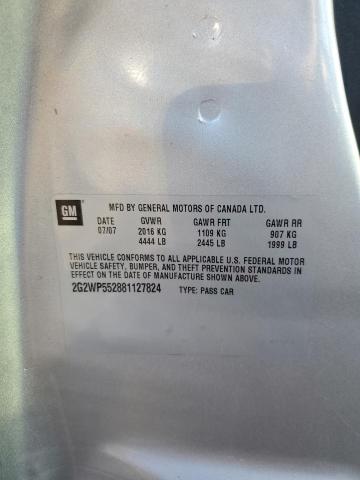 GM MFD BY GENERAL MOTORS OF CANADA LTD.
DATE GVWR GAWR FRT GAWR RR
07/07 2016 KG 1109 KG 907 KG
4444 LB 2445 LB 1999 LB
THIS VEHICLE CONFORMS TO ALL APPLICABLE U.S. FEDERAL MOTOR
VEHICLE SAFETY, BUMPER, AND THEFT PREVENTION STANDARDS IN
EFFECT ON THE DATE OF MANUFACTURE SHOWN ABOVE.
2G2WP552881127824 TYPE: PASS CAR